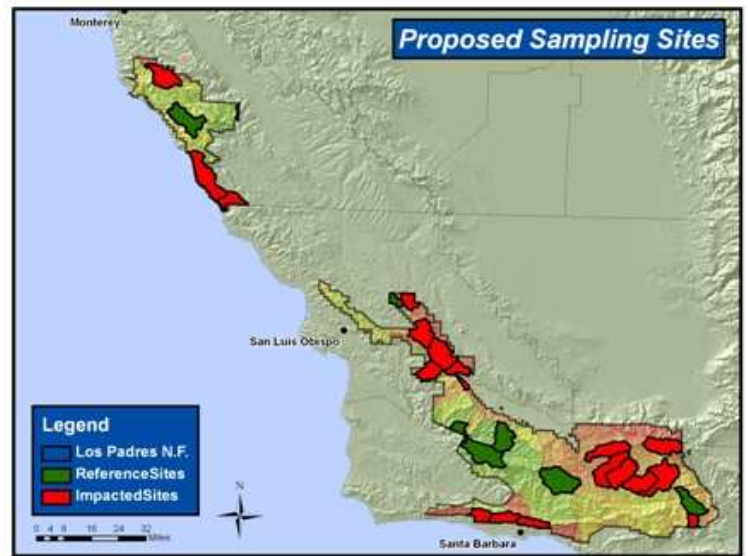 Monterey
Proposed Sampling Sites
San Luis Obispo
Legend
Los Padres N.F.
ReferenceSites
ImpactedSites
N
0 4 8 16 24 32
Miles
Santa Barbara